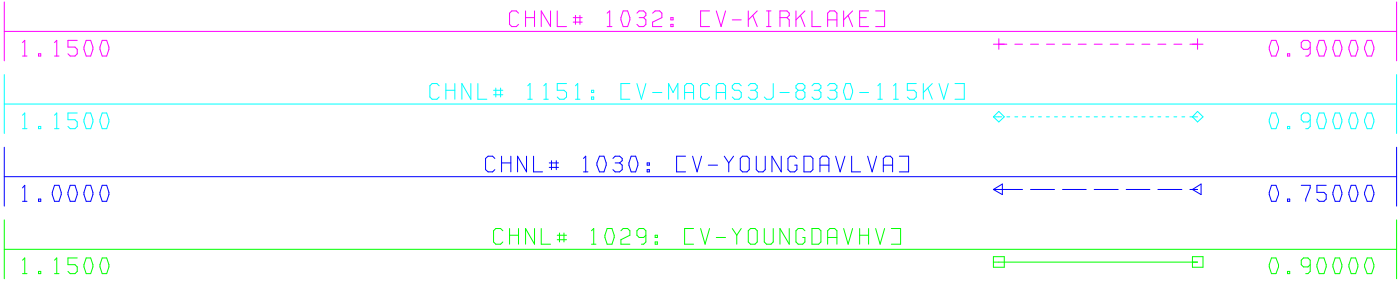 CHNL# 1032: [V-KIRKLAKE]
1.1500 0.90000
CHNL# 1151: [V-MACAS3J-8330-115KV]
1.1500 0.90000
CHNL# 1030: [V-YOUNGDAVLVA]
1.0000 0.75000
CHNL# 1029: [V-YOUNGDAVHV]
1.1500 0.90000